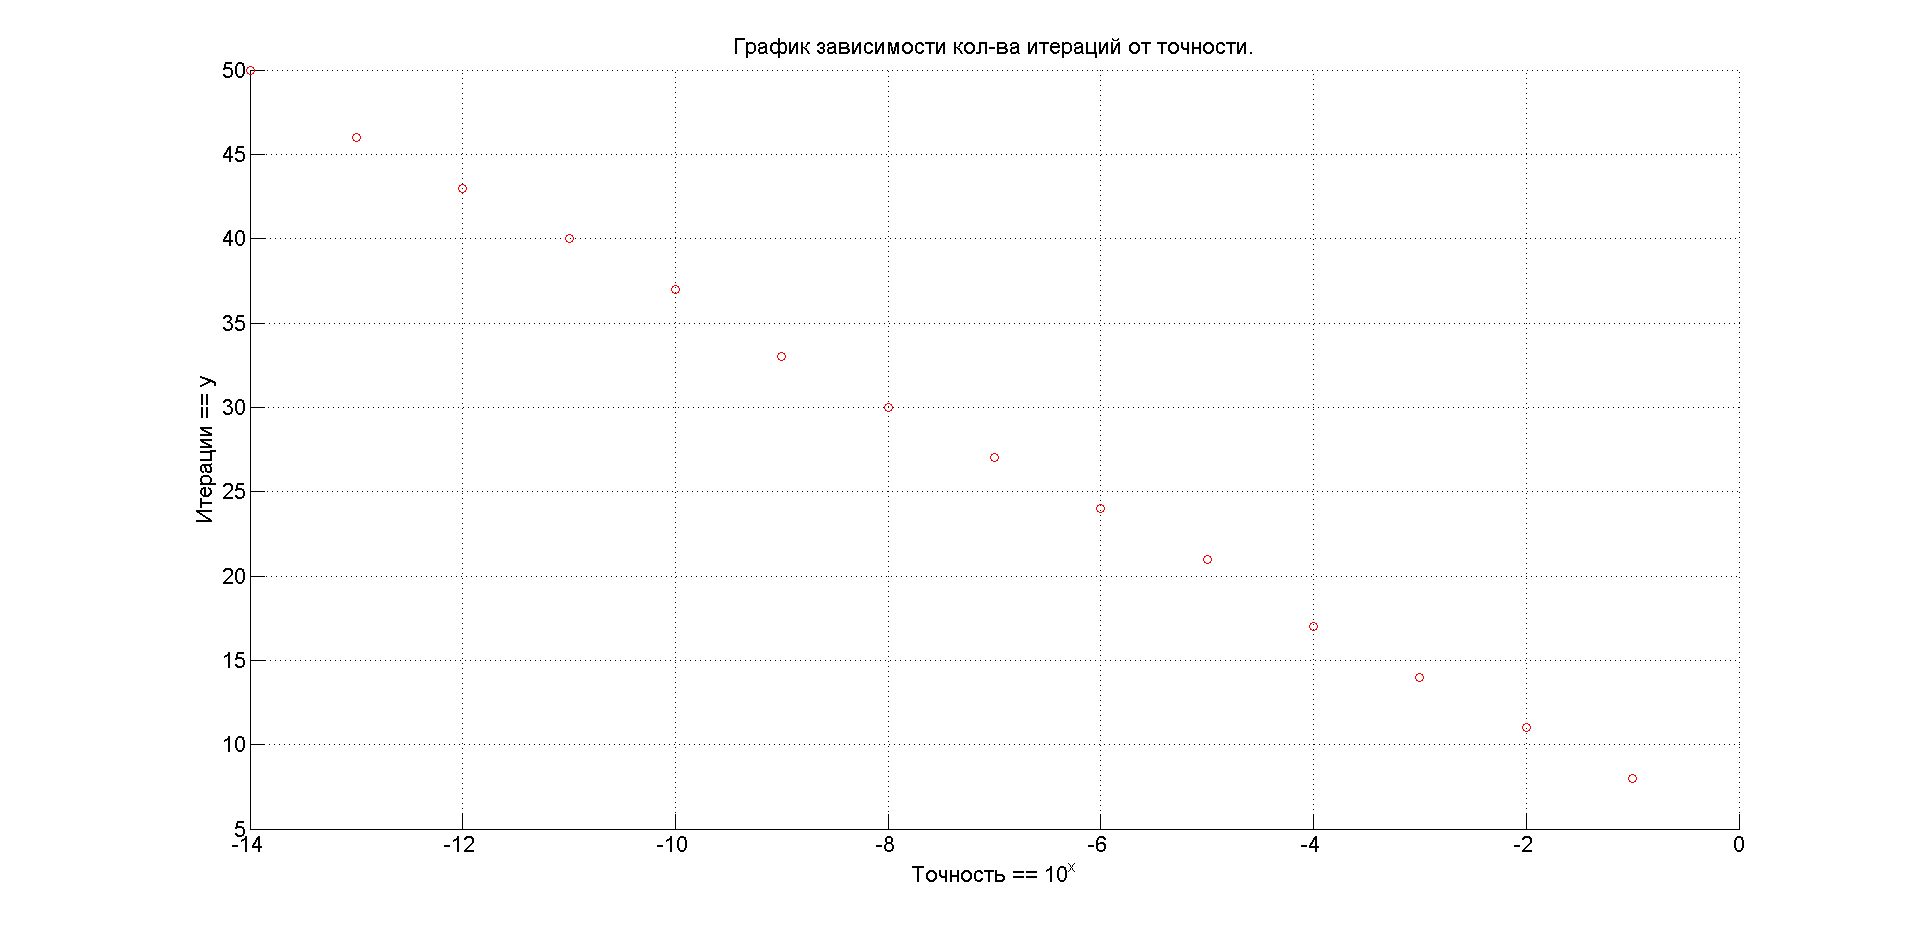 График зависимости кол-ва итераций от точности.
50
45
40
35
30
25
20
15
10
5
Итерации == y
-14 -12 -10 -8 -6 -4 -2 0
Точность == 10^x